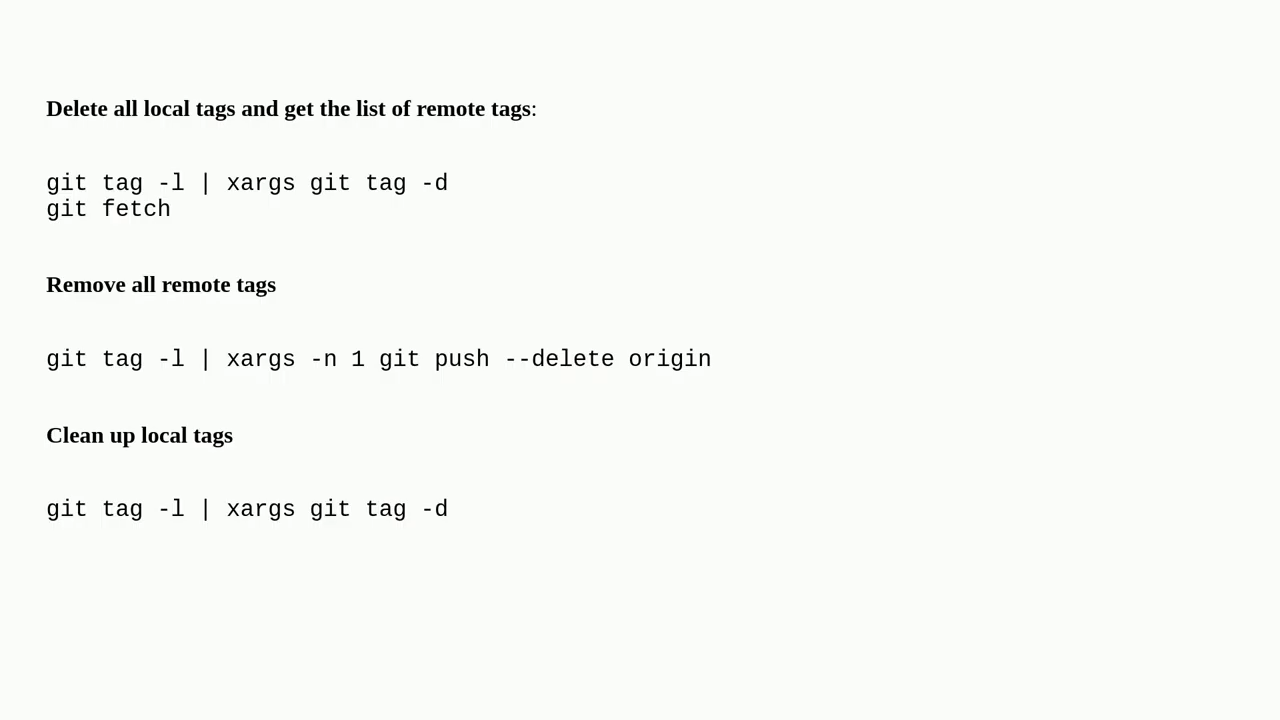 Delete all local tags and get the list of remote tags:
git tag -l | xargs git tag -d
git fetch
Remove all remote tags
git tag -l | xargs -n 1 git push --delete origin
Clean up local tags
git tag -l | xargs git tag -d